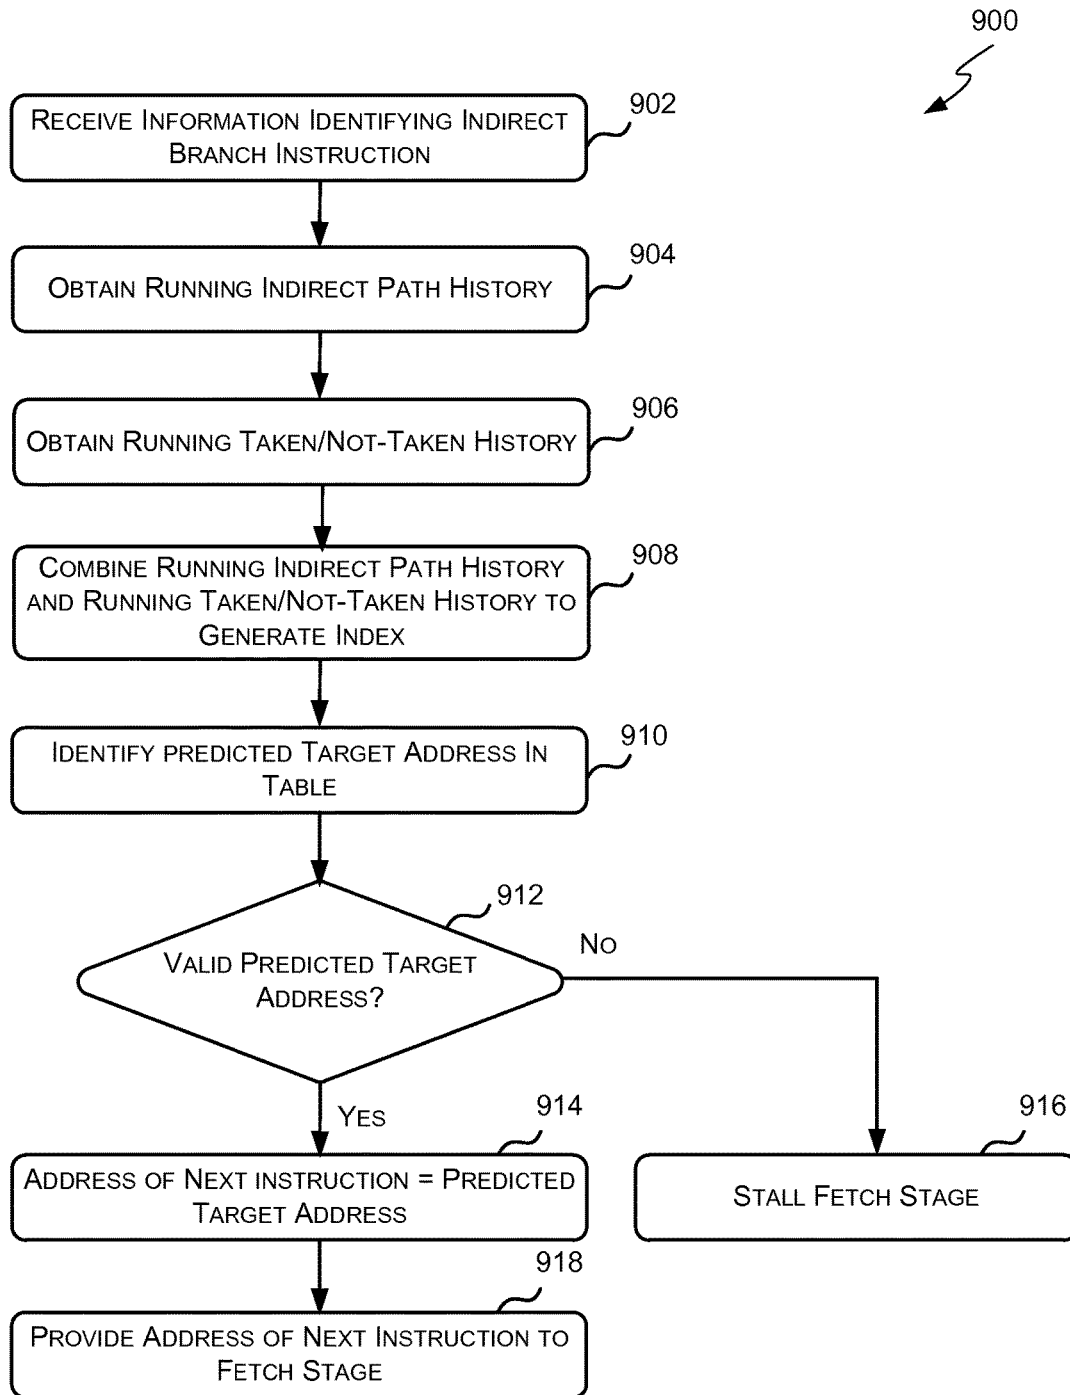 900
RECEIVE INFORMATION IDENTIFYING INDIRECT
BRANCH INSTRUCTION
902
OBTAIN RUNNING INDIRECT PATH HISTORY
904
OBTAIN RUNNING TAKEN/NOT-TAKEN HISTORY
906
COMBINE RUNNING INDIRECT PATH HISTORY
AND RUNNING TAKEN/NOT-TAKEN HISTORY TO
GENERATE INDEX
908
IDENTIFY PREDICTED TARGET ADDRESS IN
TABLE
910
VALID PREDICTED TARGET
ADDRESS?
912
NO
YES
ADDRESS OF NEXT INSTRUCTION = PREDICTED
TARGET ADDRESS
914
STALL FETCH STAGE
916
PROVIDE ADDRESS OF NEXT INSTRUCTION TO
FETCH STAGE
918